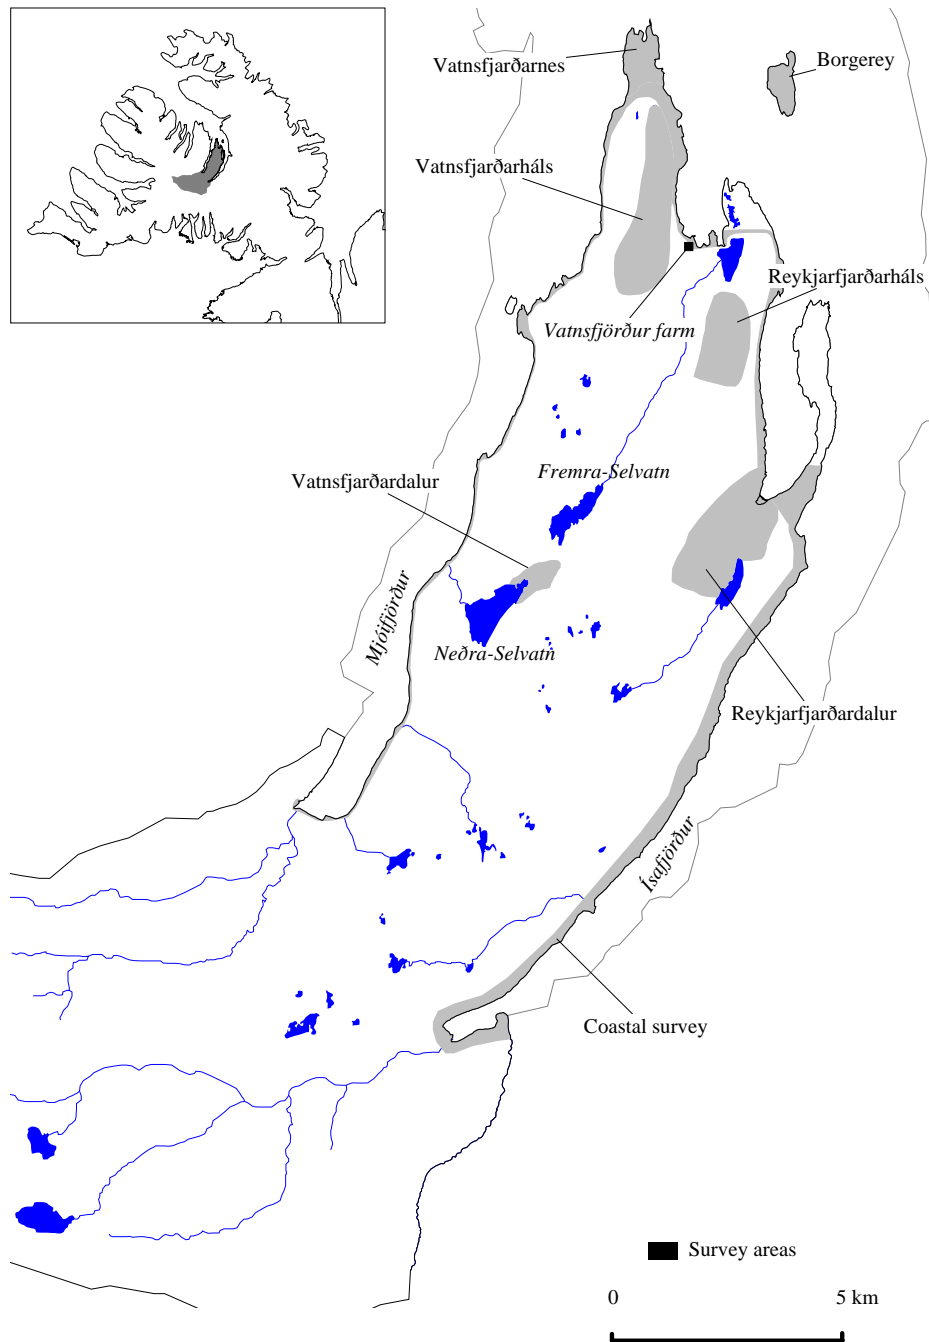 Vatnsfjarðarnes
Borgerey
Vatnsfjarðarháls
Reykjarfjarðarháls
Vatnsfjörður farm
Fremra-Selvatn
Vatnsfjarðardalur
Mjóifjörður
Neðra-Selvatn
Reykjarfjarðardalur
Ísafjörður
Coastal survey
Survey areas
0 5 km